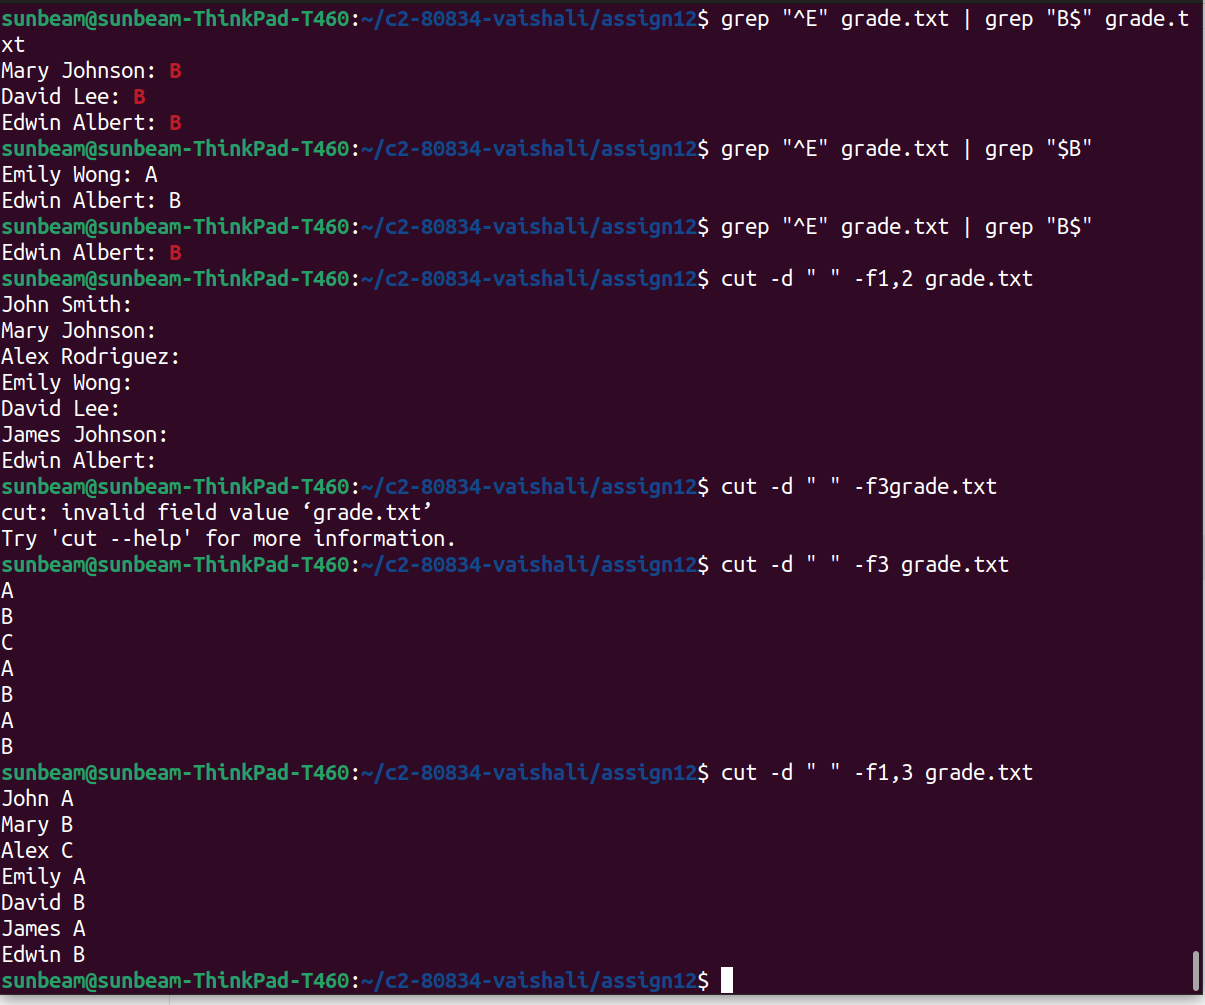 sunbeam@sunbeam-ThinkPad-T460:~/c2-80834-vaishali/assign12$ grep "^E" grade.txt | grep "B$" grade.t
xt
Mary Johnson: B
David Lee: B
Edwin Albert: B
sunbeam@sunbeam-ThinkPad-T460:~/c2-80834-vaishali/assign12$ grep "^E" grade.txt | grep "$B"
Emily Wong: A
Edwin Albert: B
sunbeam@sunbeam-ThinkPad-T460:~/c2-80834-vaishali/assign12$ grep "^E" grade.txt | grep "B$"
Edwin Albert: B
sunbeam@sunbeam-ThinkPad-T460:~/c2-80834-vaishali/assign12$ cut -d " " -f1,2 grade.txt
John Smith:
Mary Johnson:
Alex Rodriguez:
Emily Wong:
David Lee:
James Johnson:
Edwin Albert:
sunbeam@sunbeam-ThinkPad-T460:~/c2-80834-vaishali/assign12$ cut -d " " -f3grade.txt
cut: invalid field value ‘grade.txt’
Try 'cut --help' for more information.
sunbeam@sunbeam-ThinkPad-T460:~/c2-80834-vaishali/assign12$ cut -d " " -f3 grade.txt
A
B
C
A
B
A
B
sunbeam@sunbeam-ThinkPad-T460:~/c2-80834-vaishali/assign12$ cut -d " " -f1,3 grade.txt
John A
Mary B
Alex C
Emily A
David B
James A
Edwin B
sunbeam@sunbeam-ThinkPad-T460:~/c2-80834-vaishali/assign12$